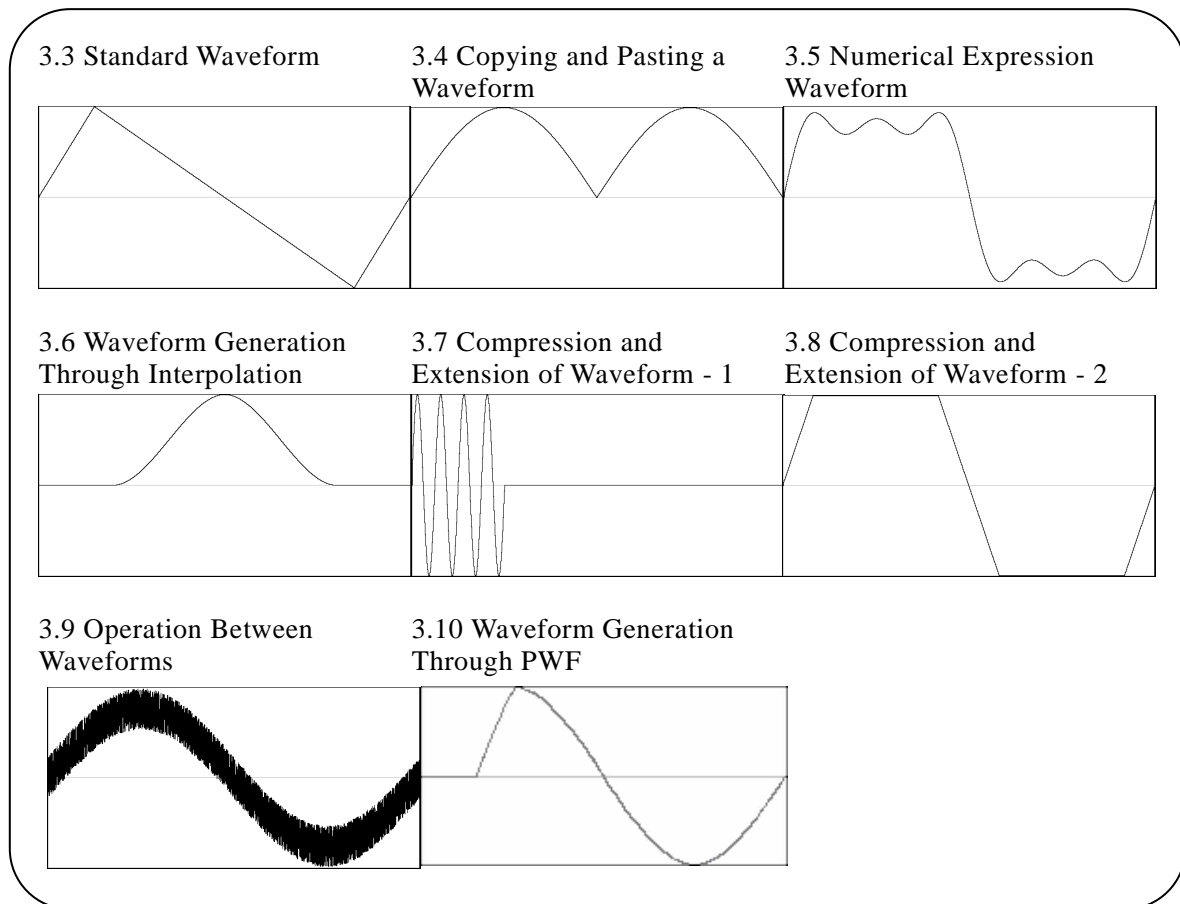 3.3 Standard Waveform
3.4 Copying and Pasting a
Waveform
3.5 Numerical Expression
Waveform
3.6 Waveform Generation
Through Interpolation
3.7 Compression and
Extension of Waveform - 1
3.8 Compression and
Extension of Waveform - 2
3.9 Operation Between
Waveforms
3.10 Waveform Generation
Through PWF